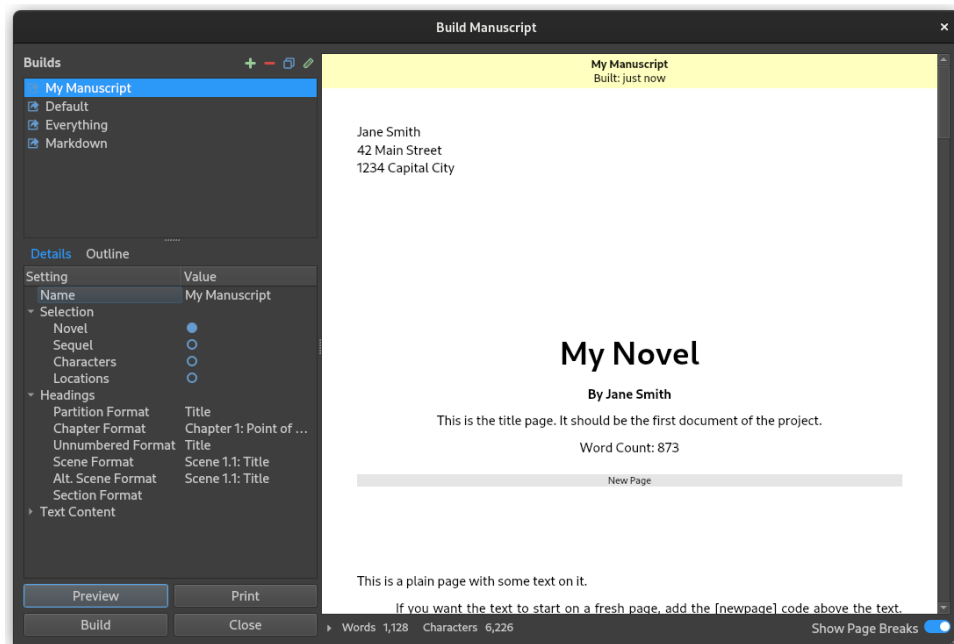 Build Manuscript
Builds
My Manuscript
Default
Everything
Markdown
Details Outline
Setting Value
Name My Manuscript
Selection
Novel
Sequel
Characters
Locations
Headings
Partition Format Title
Chapter Format Chapter 1: Point of ...
Unnumbered Format Title
Scene Format Scene 1.1: Title
Alt. Scene Format Scene 1.1: Title
Section Format
Text Content
Preview Print
Build Close
My Manuscript
Built: just now
Jane Smith
42 Main Street
1234 Capital City
My Novel
By Jane Smith
This is the title page. It should be the first document of the project.
Word Count: 873
New Page
This is a plain page with some text on it.
If you want the text to start on a fresh page, add the [newpage] code above the text.
Words 1,128 Characters 6,226
Show Page Breaks